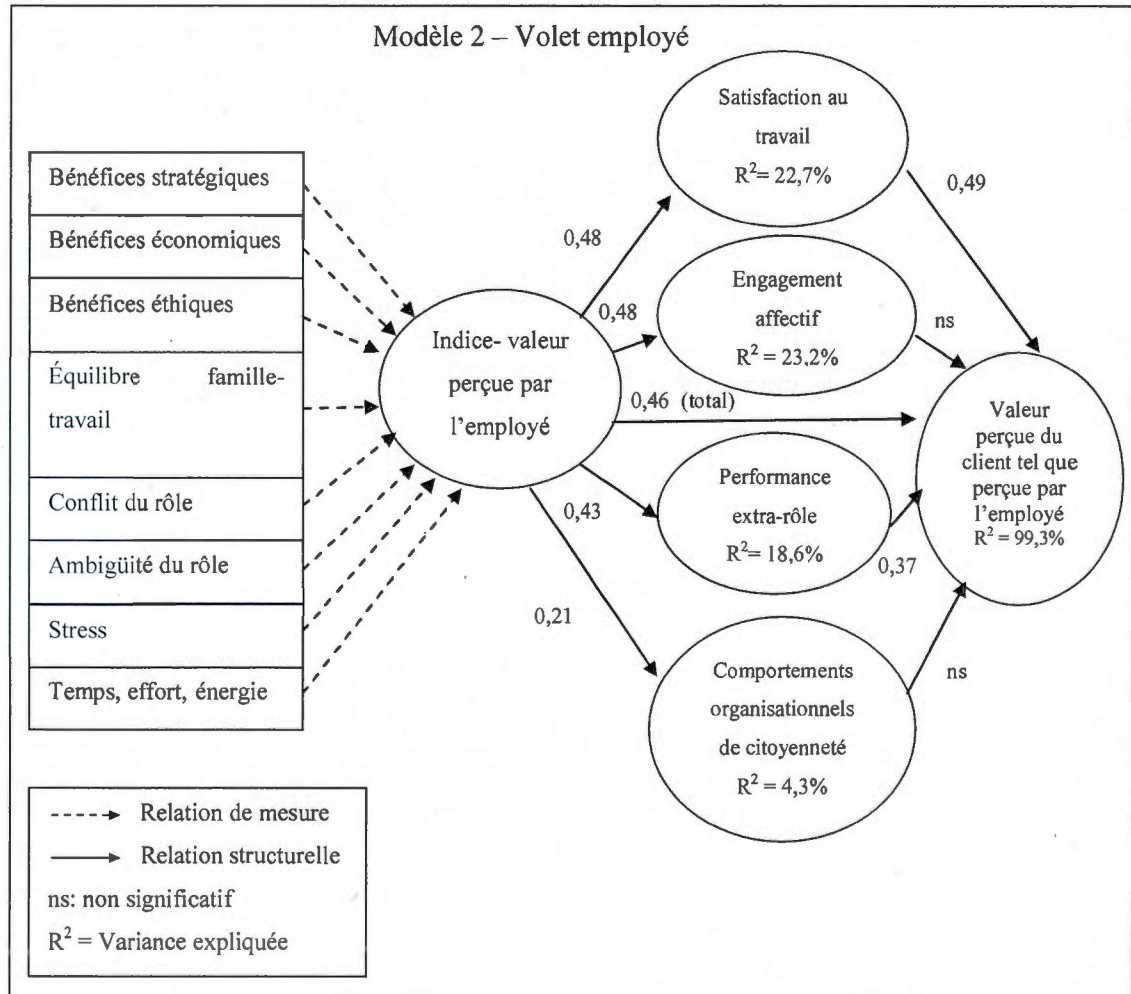 Modèle 2 – Volet employé
Bénéfices stratégiques
Bénéfices économiques
Bénéfices éthiques
Équilibre famille-
travail
Conflit du rôle
Ambigüité du rôle
Stress
Temps, effort, énergie
Indice- valeur
perçue par
l'employé
0,48
0,48
0,46 (total)
0,43
0,21
Satisfaction au
travail
R²= 22,7%
Engagement
affectif
R² = 23,2%
Performance
extra-rôle
R²= 18,6%
Comportements
organisationnels
de citoyenneté
R² = 4,3%
0,49
ns
0,37
ns
Valeur
perçue du
client tel que
perçue par
l'employé
R² = 99,3%
Relation de mesure
Relation structurelle
ns: non significatif
R² = Variance expliquée